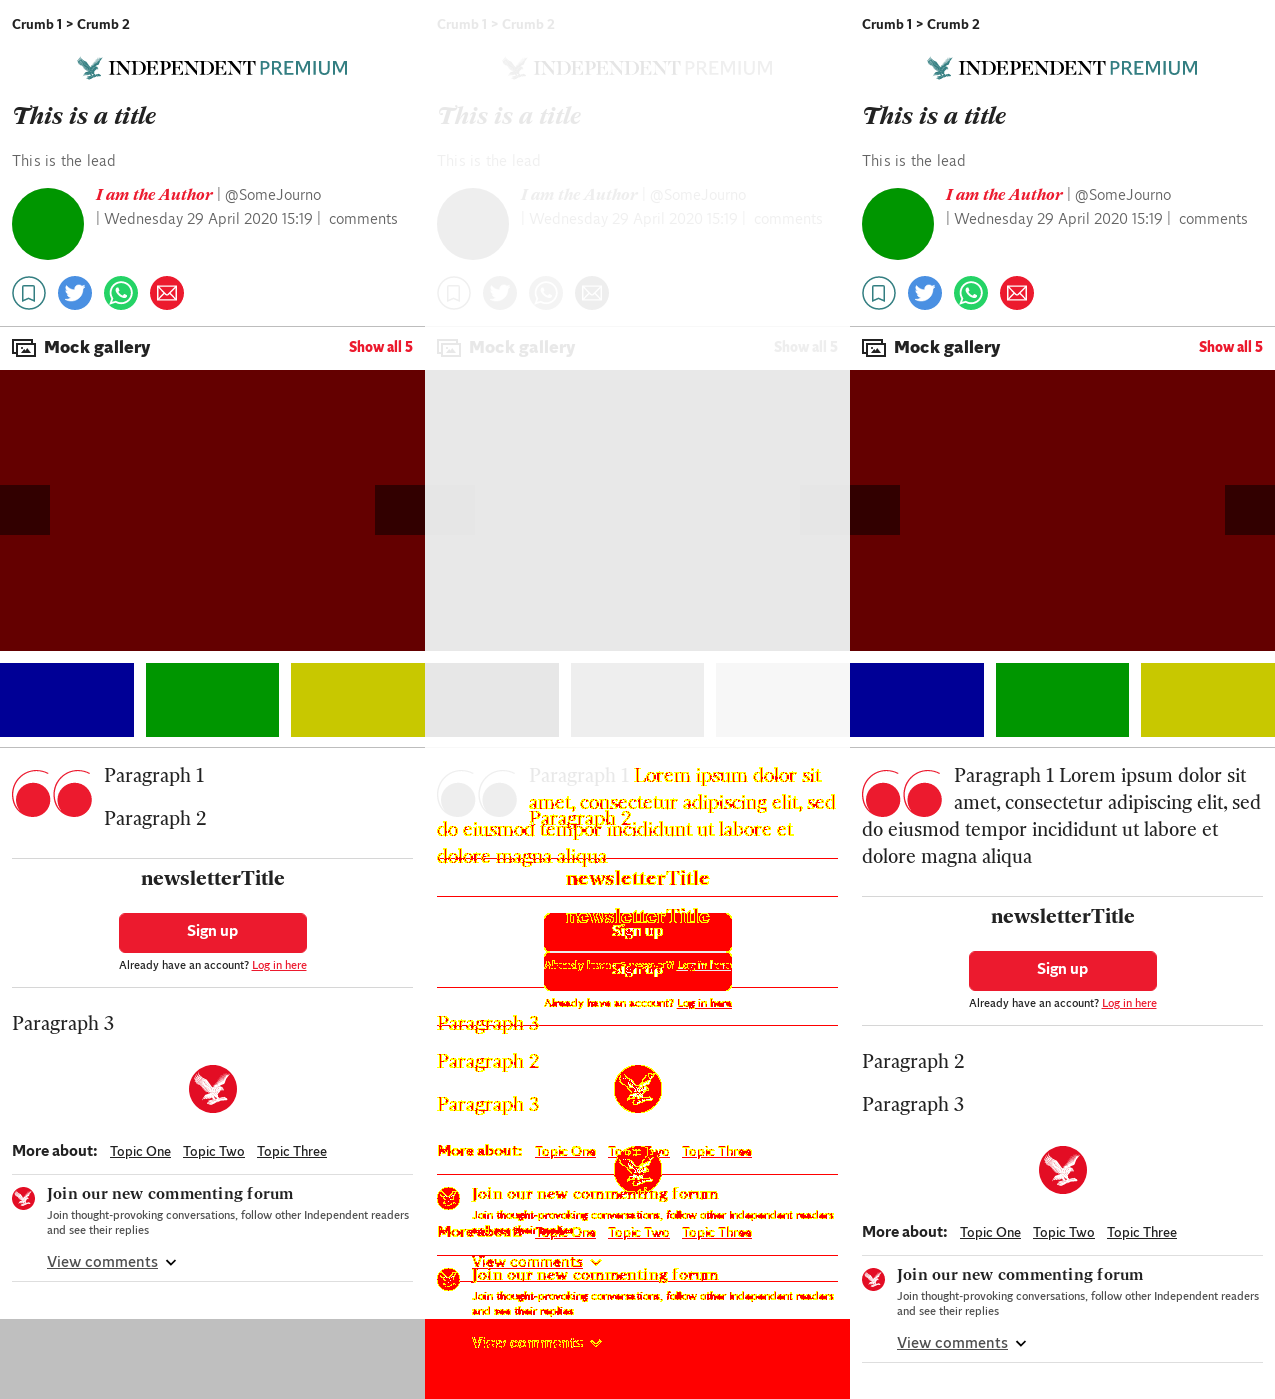 Crumb 1 > Crumb 2
INDEPENDENT PREMIUM
This is a title
This is the lead
I am the Author | @SomeJourno
| Wednesday 29 April 2020 15:19 | comments
Mock gallery Show all 5
Paragraph 1
Paragraph 2
newsletterTitle
Sign up
Already have an account? Log in here
Paragraph 3
More about: Topic One Topic Two Topic Three
Join our new commenting forum
Join thought-provoking conversations, follow other Independent readers
and see their replies
View comments
Crumb 1 > Crumb 2
INDEPENDENT PREMIUM
This is a title
This is the lead
I am the Author | @SomeJourno
| Wednesday 29 April 2020 15:19 | comments
Mock gallery Show all 5
Paragraph 1 Lorem ipsum dolor sit
amet, consectetur adipiscing elit, sed
Paragraph 2
do eiusmod tempor incididunt ut labore et
dolore magna aliqua
newsletterTitle
newsletterTitle
Sign up
Already have an account? Log in here
Sign up
Already have an account? Log in here
Paragraph 3
Paragraph 2
Paragraph 3
More about: Topic One Topic Two Topic Three
Join our new commenting forum
Join thought-provoking conversations, follow other Independent readers
More about: Topic One Topic Two Topic Three
View comments
Join our new commenting forum
Join thought-provoking conversations, follow other Independent readers
and see their replies
View comments
Crumb 1 > Crumb 2
INDEPENDENT PREMIUM
This is a title
This is the lead
I am the Author | @SomeJourno
| Wednesday 29 April 2020 15:19 | comments
Mock gallery Show all 5
Paragraph 1 Lorem ipsum dolor sit
amet, consectetur adipiscing elit, sed
do eiusmod tempor incididunt ut labore et
dolore magna aliqua
newsletterTitle
Sign up
Already have an account? Log in here
Paragraph 2
Paragraph 3
More about: Topic One Topic Two Topic Three
Join our new commenting forum
Join thought-provoking conversations, follow other Independent readers
and see their replies
View comments